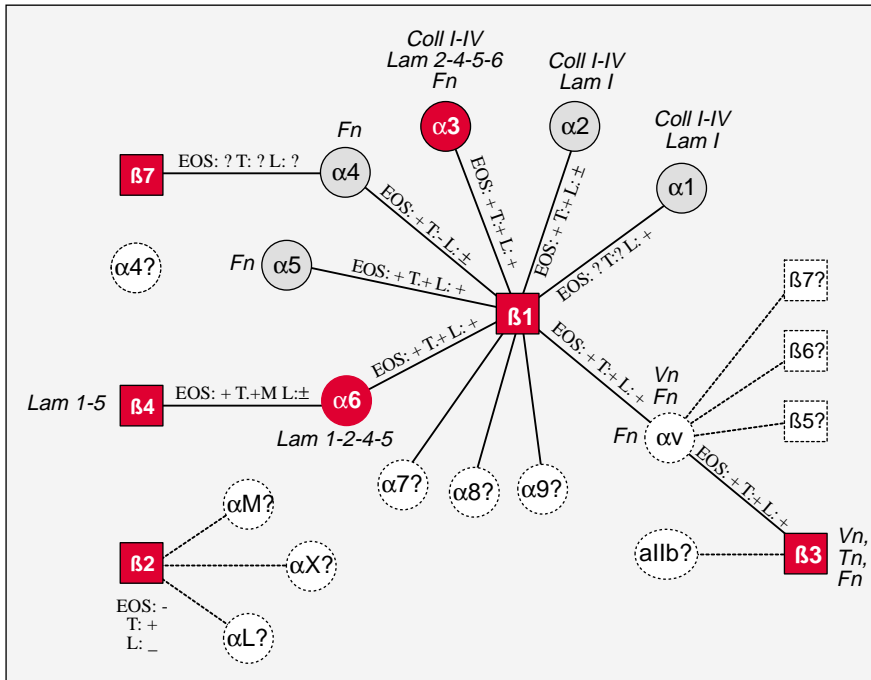 Coll I-IV
Lam 2-4-5-6
Fn
Coll I-IV
Lam I
Coll I-IV
Lam I
Fn
α3
α2
α1
ß7
EOS: ? T: ? L: ?
α4
EOS: + T:- L: ±
EOS: + T:+ L: +
EOS: + T:+ L: ±
EOS: ? T:? L: +
α4?
Fn
α5
EOS: + T.+ L: +
ß1
ß7?
ß6?
ß5?
EOS: + T.+ L: +
EOS: + T:+ L: +
Lam 1-5
ß4
EOS: + T.+M L:±
α6
Lam 1-2-4-5
Vn
Fn
Fn
αv
EOS: + T:+ L: +
αM?
α7?
α8?
α9?
ß2
αX?
αL?
EOS: -
T: +
L: _
aIIb?
ß3
Vn,
Tn,
Fn